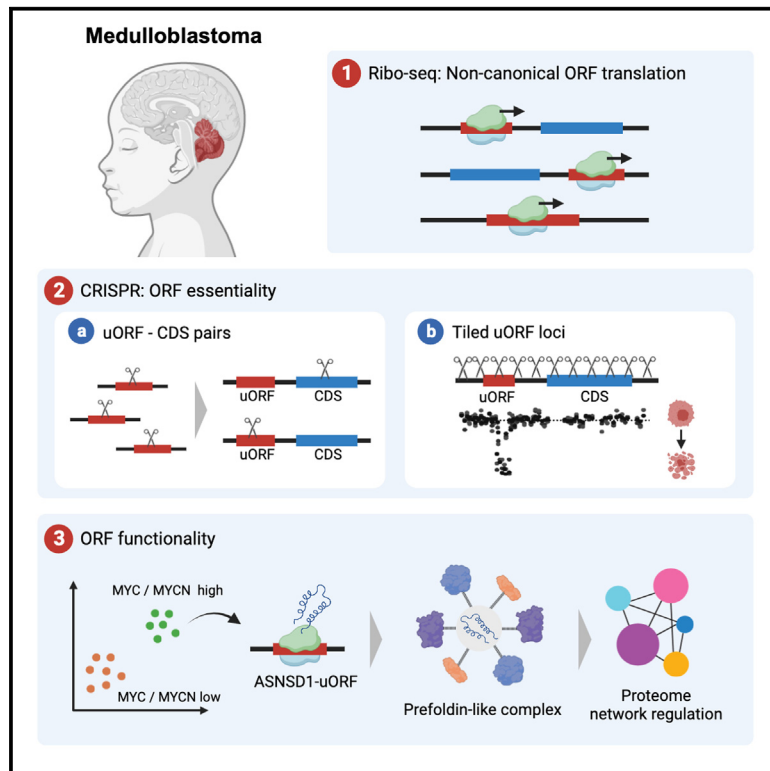 Medulloblastoma
1 Ribo-seq: Non-canonical ORF translation
2 CRISPR: ORF essentiality
a uORF - CDS pairs
uORF CDS
uORF CDS
b Tiled uORF loci
uORF CDS
3 ORF functionality
MYC / MYCN high
MYC / MYCN low
ASNSD1-uORF
Prefoldin-like complex
Proteome
network regulation